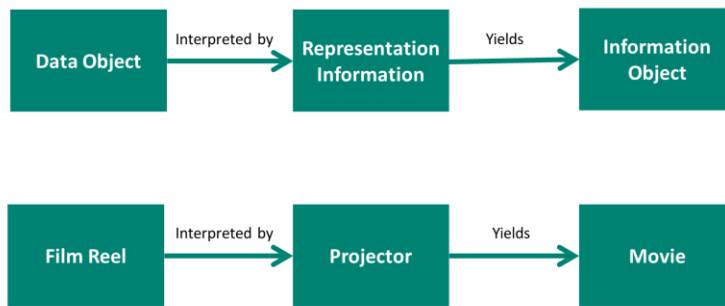 Data Object
Interpreted by
Representation
Information
Yields
Information
Object
Film Reel
Interpreted by
Projector
Yields
Movie